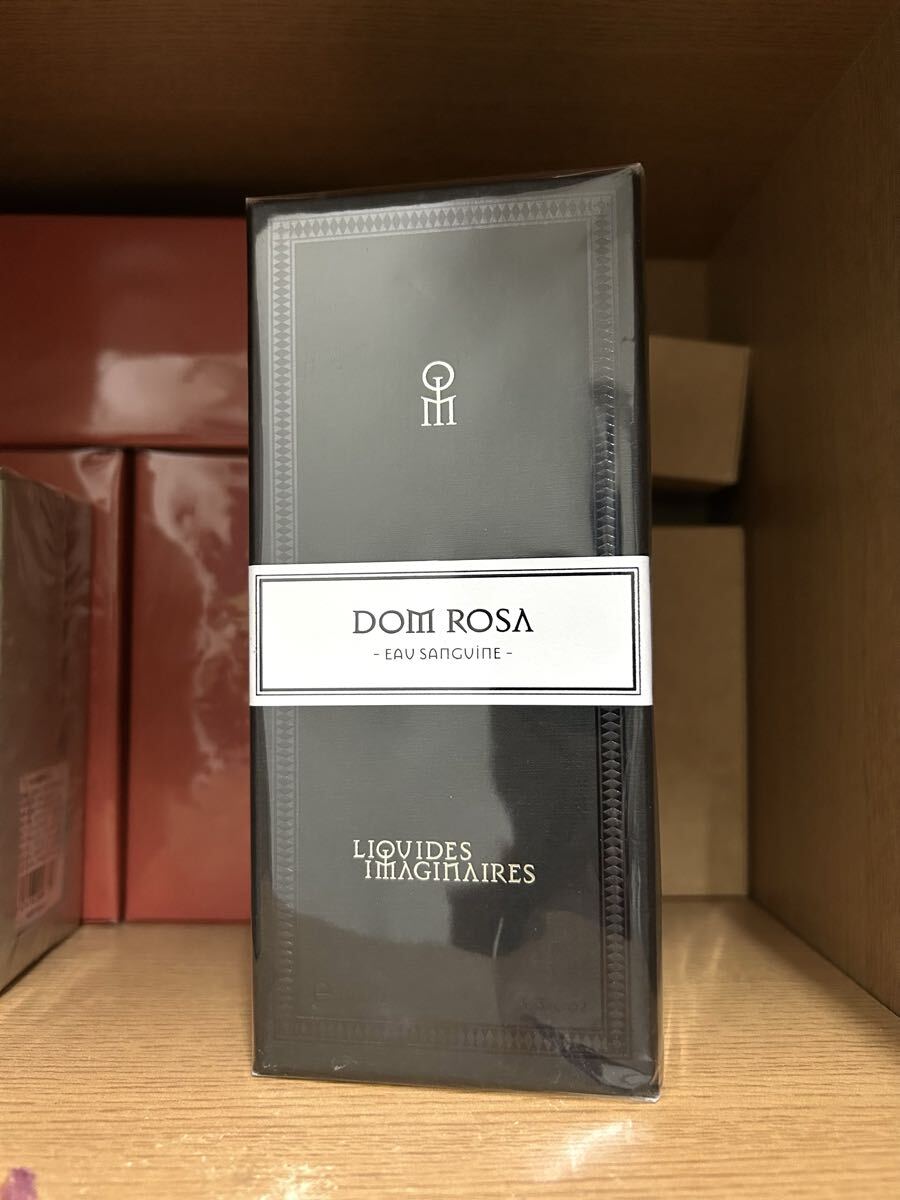 DOM ROSA
- EAU SANGUINE -
LIQUIDES
IMAGINAIRES